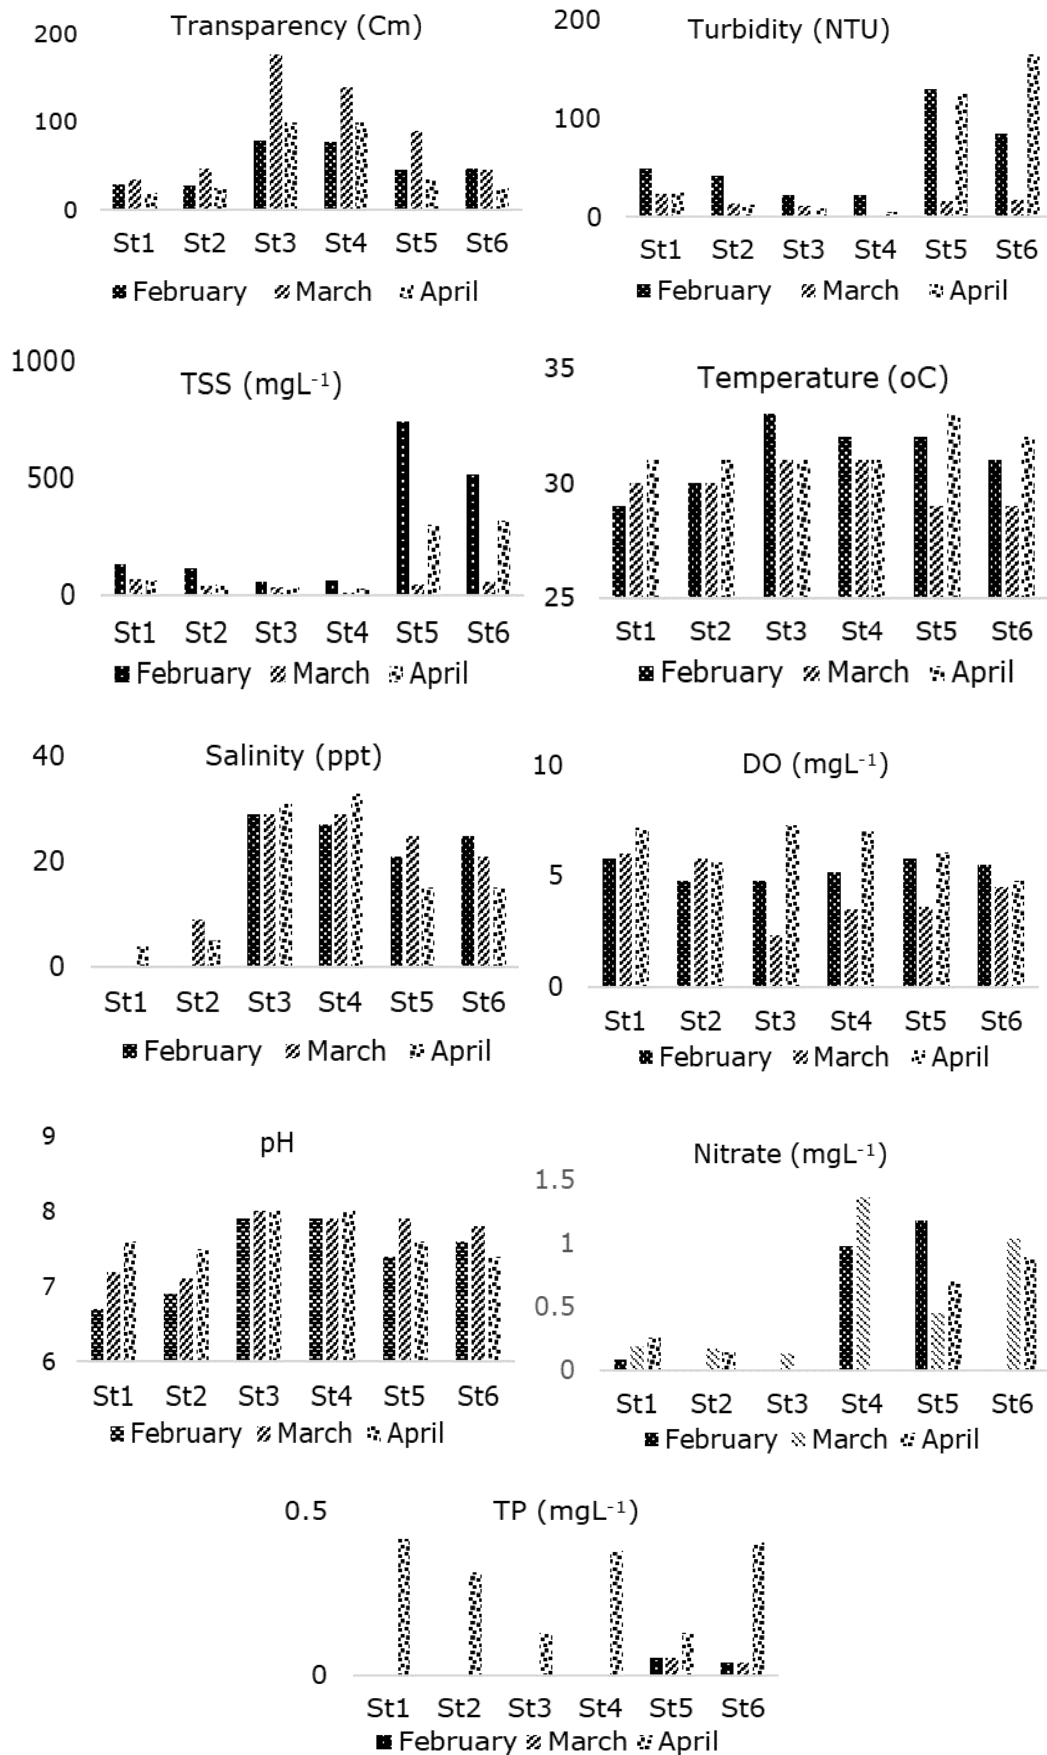 Transparency (Cm)
200
100
0
St1 St2 St3 St4 St5 St6
February March April
Turbidity (NTU)
200
100
0
St1 St2 St3 St4 St5 St6
February March April
TSS (mgL-1)
1000
500
0
St1 St2 St3 St4 St5 St6
February March April
Temperature (oC)
35
30
25
St1 St2 St3 St4 St5 St6
February March April
Salinity (ppt)
40
20
0
St1 St2 St3 St4 St5 St6
February March April
DO (mgL-1)
10
5
0
St1 St2 St3 St4 St5 St6
February March April
pH
9
8
7
6
St1 St2 St3 St4 St5 St6
February March April
Nitrate (mgL-1)
1.5
1
0.5
0
St1 St2 St3 St4 St5 St6
February March April
TP (mgL-1)
0.5
0
St1 St2 St3 St4 St5 St6
February March April